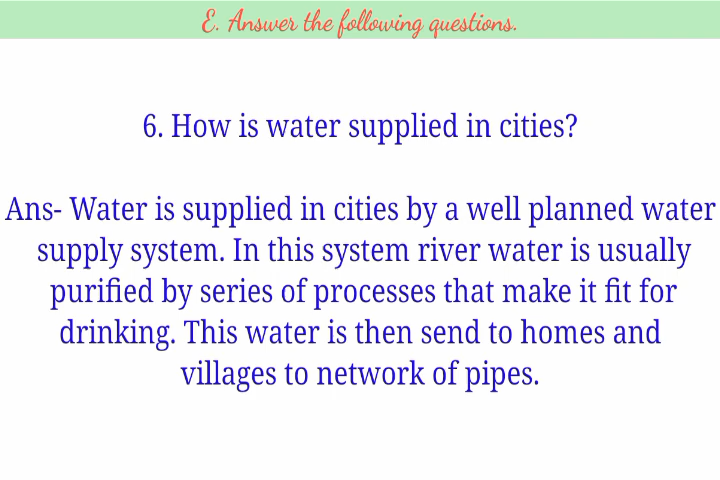 E. Answer the following questions.
6. How is water supplied in cities?
Ans- Water is supplied in cities by a well planned water
supply system. In this system river water is usually
purified by series of processes that make it fit for
drinking. This water is then send to homes and
villages to network of pipes.